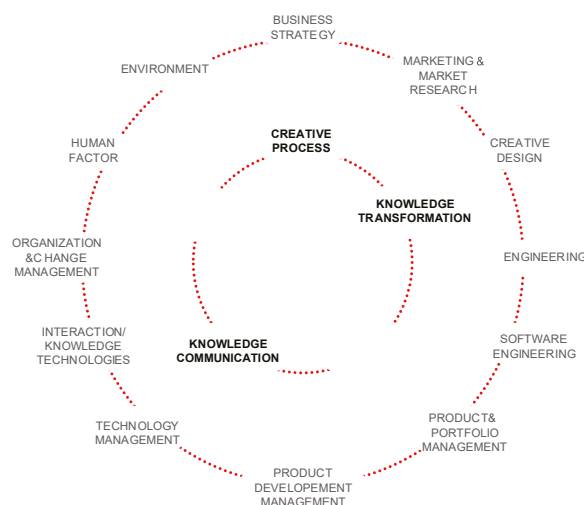 BUSINESS
STRATEGY
MARKETING &
MARKET
RESEARCH
ENVIRONMENT
CREATIVE
PROCESS
HUMAN
FACTOR
CREATIVE
DESIGN
KNOWLEDGE
TRANSFORMATION
ORGANIZATION
&CHANGE
MANAGEMENT
ENGINEERING
INTERACTION/
KNOWLEDGE
TECHNOLOGIES
KNOWLEDGE
COMMUNICATION
SOFTWARE
ENGINEERING
TECHNOLOGY
MANAGEMENT
PRODUCT&
PORTFOLIO
MANAGEMENT
PRODUCT
DEVELOPEMENT
MANAGEMENT